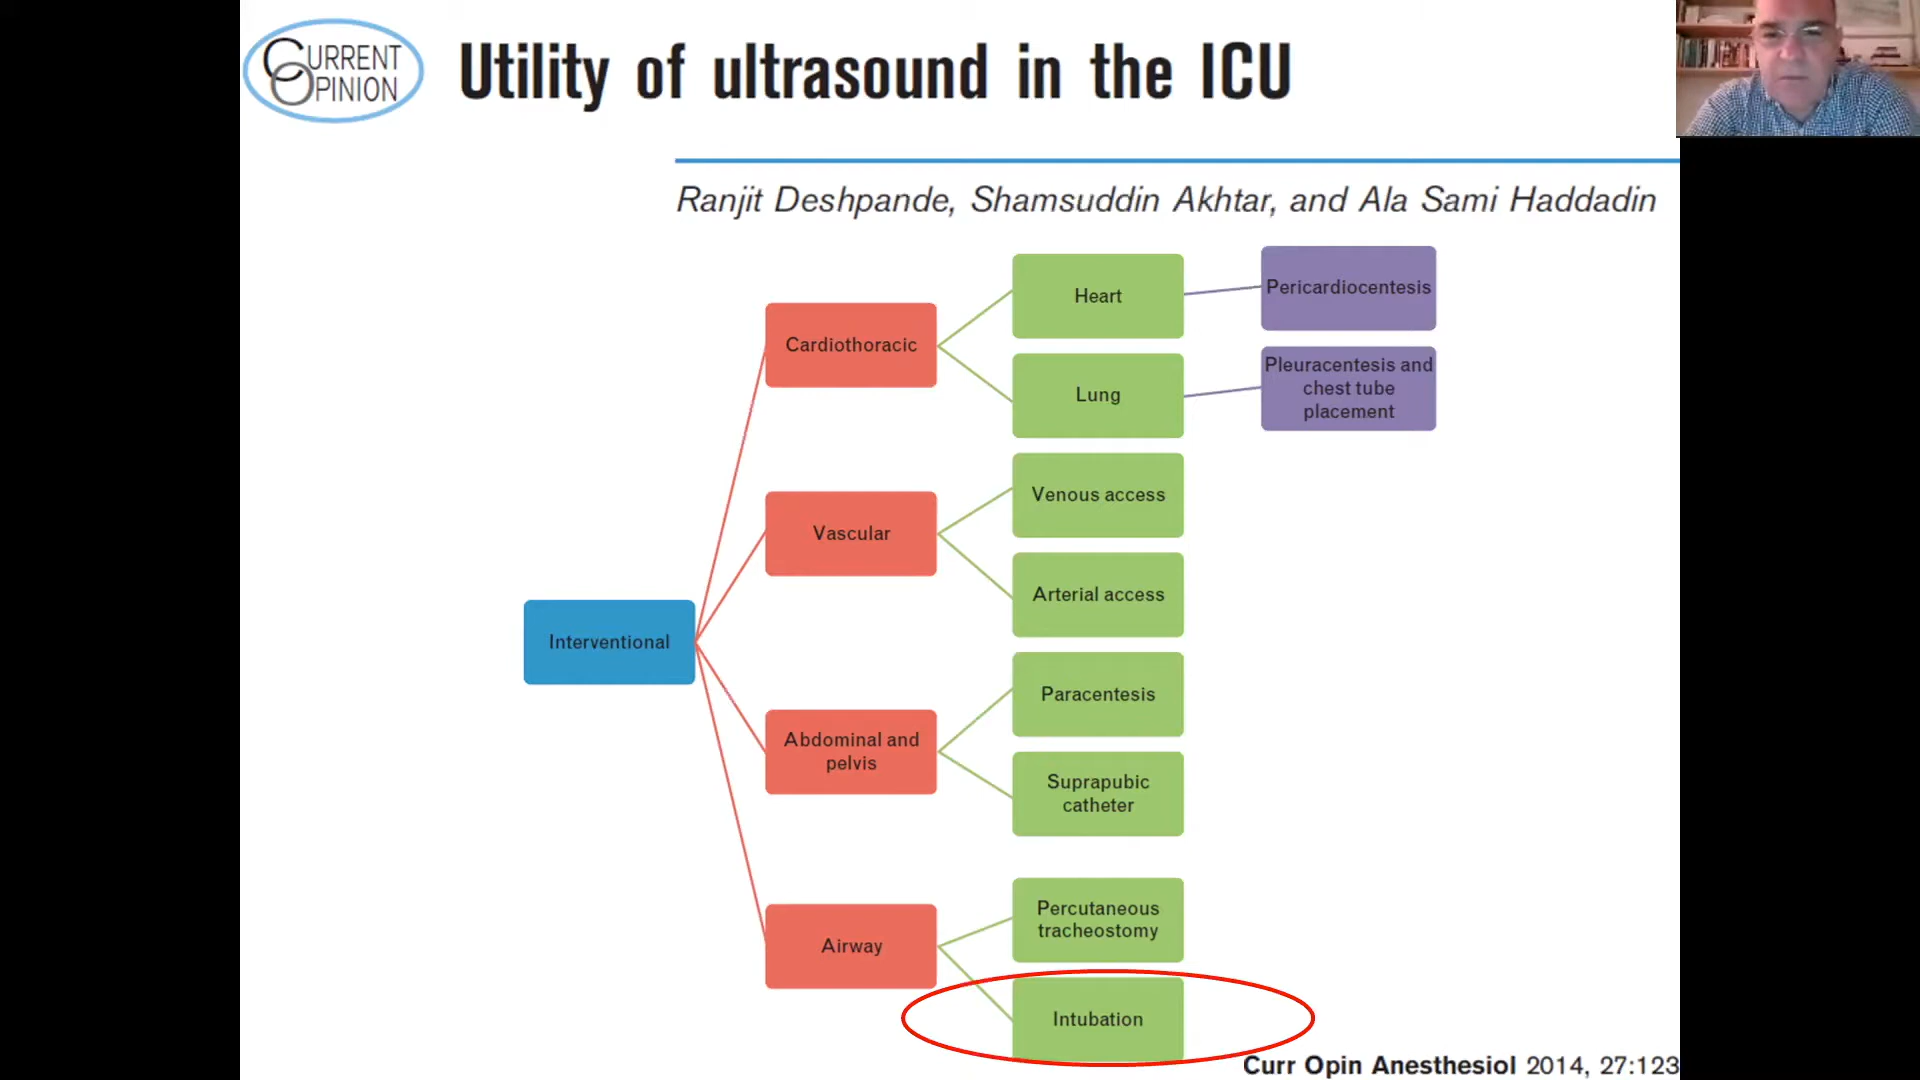 CURRENT
OPINION
Utility of ultrasound in the ICU
Ranjit Deshpande, Shamsuddin Akhtar, and Ala Sami Haddadin
Interventional
Cardiothoracic
Heart
Pericardiocentesis
Lung
Pleuracentesis and
chest tube
placement
Vascular
Venous access
Arterial access
Abdominal and
pelvis
Paracentesis
Suprapubic
catheter
Airway
Percutaneous
tracheostomy
Intubation
Curr Opin Anesthesiol 2014, 27:123